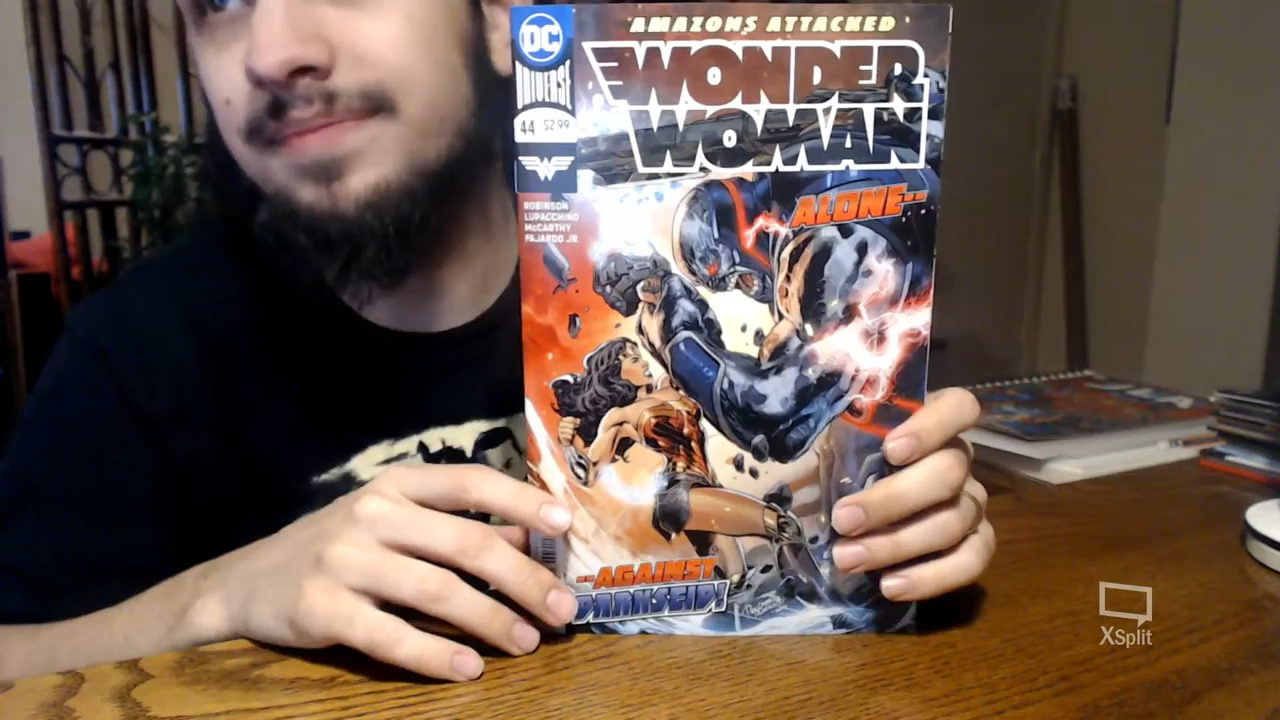 AMAZONS ATTACKED
DC
UNIVERSE
WONDER
WOMAN
44 $2.99
ALONE--
ROBINSON
LUPACCHINO
McCARTHY
FAJARDO JR.
--AGAINST
DARKSEID!
XSplit